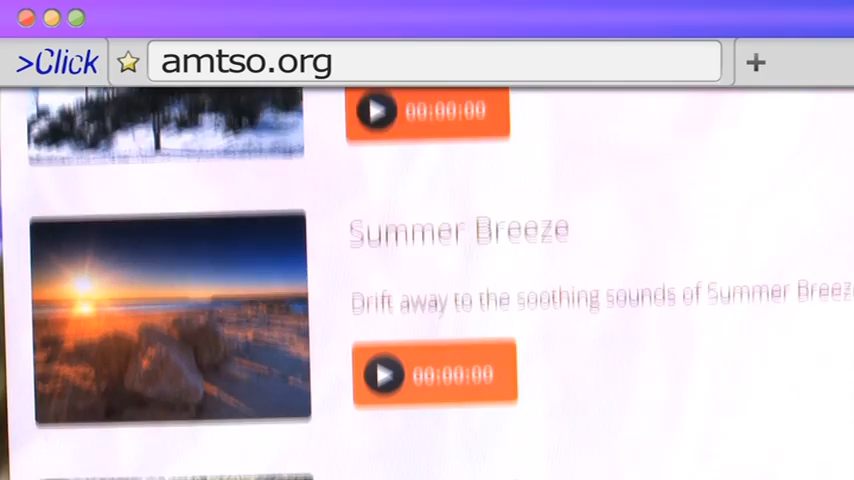 >Click
amtso.org
00:00:00
Summer Breeze
Drift away to the soothing sounds of Summer Breeze
00:00:00